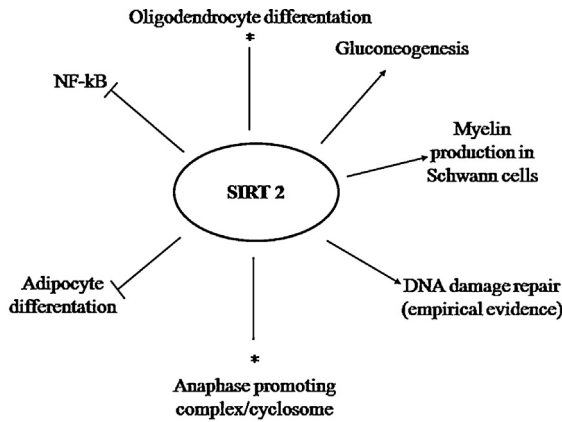 Oligodendrocyte differentation
*
Gluconeogenesis
NF-kB
Myelin
production in
Schwann cells
SIRT 2
Adipocyte
differentation
DNA damage repair
(empirical evidence)
*
Anaphase promoting
complex/cyclosome